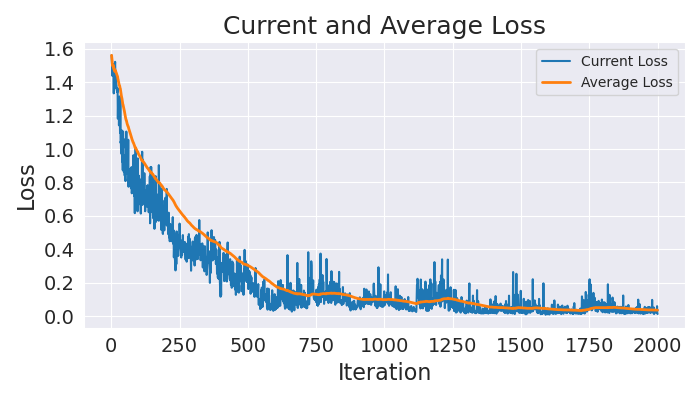 Current and Average Loss
1.6
1.4
1.2
1.0
0.8
0.6
0.4
0.2
0.0
Loss
Current Loss
Average Loss
0 250 500 750 1000 1250 1500 1750 2000
Iteration